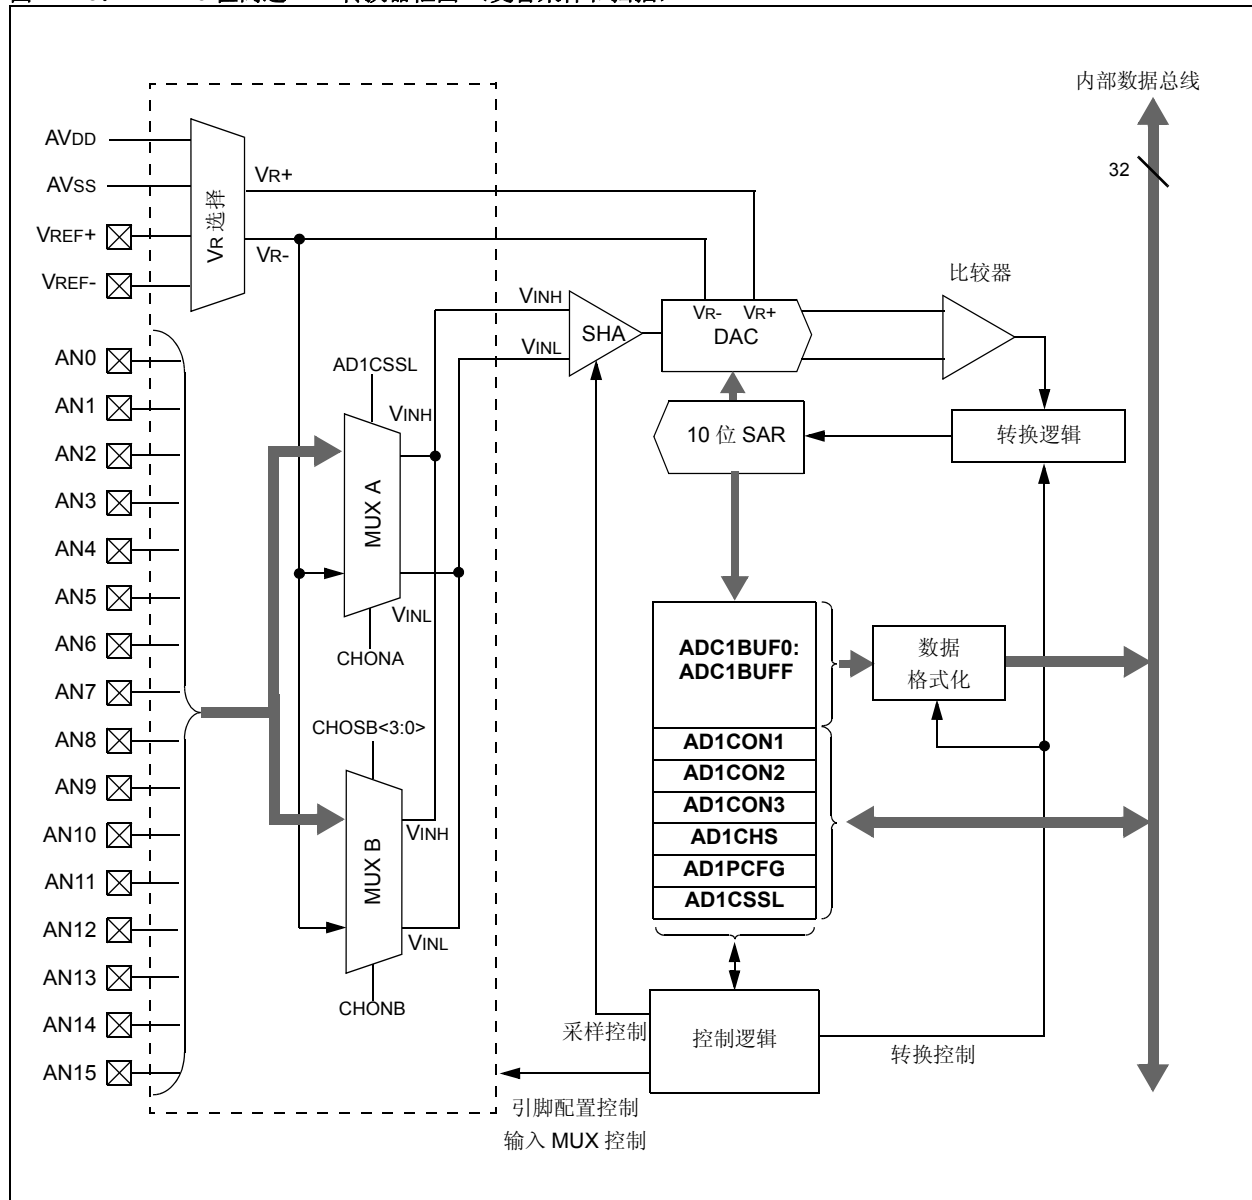 内部数据总线
32
AVDD
AVSS
VREF+
VREF-
VR 选择
VR+
VR-
AN0
AN1
AN2
AN3
AN4
AN5
AN6
AN7
AN8
AN9
AN10
AN11
AN12
AN13
AN14
AN15
AD1CSSL
VINH
MUX A
VINL
CHONA
CHOSB<3:0>
VINH
MUX B
VINL
CHONB
VINH
VINL
SHA
VR- VR+
DAC
比较器
10 位 SAR
转换逻辑
ADC1BUF0:
ADC1BUFF
数据
格式化
AD1CON1
AD1CON2
AD1CON3
AD1CHS
AD1PCFG
AD1CSSL
采样控制
控制逻辑
转换控制
引脚配置控制
输入 MUX 控制